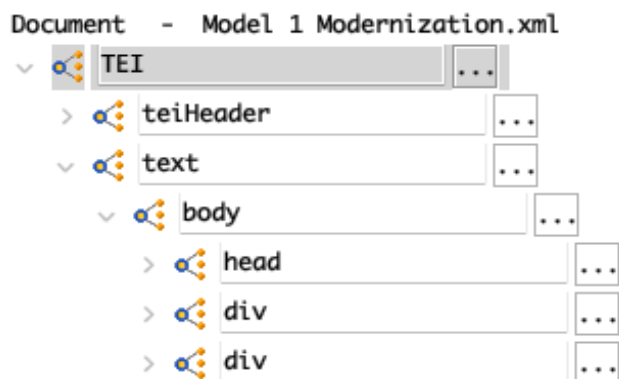 Document - Model 1 Modernization.xml
TEI ...
teiHeader ...
text ...
body ...
head ...
div ...
div ...